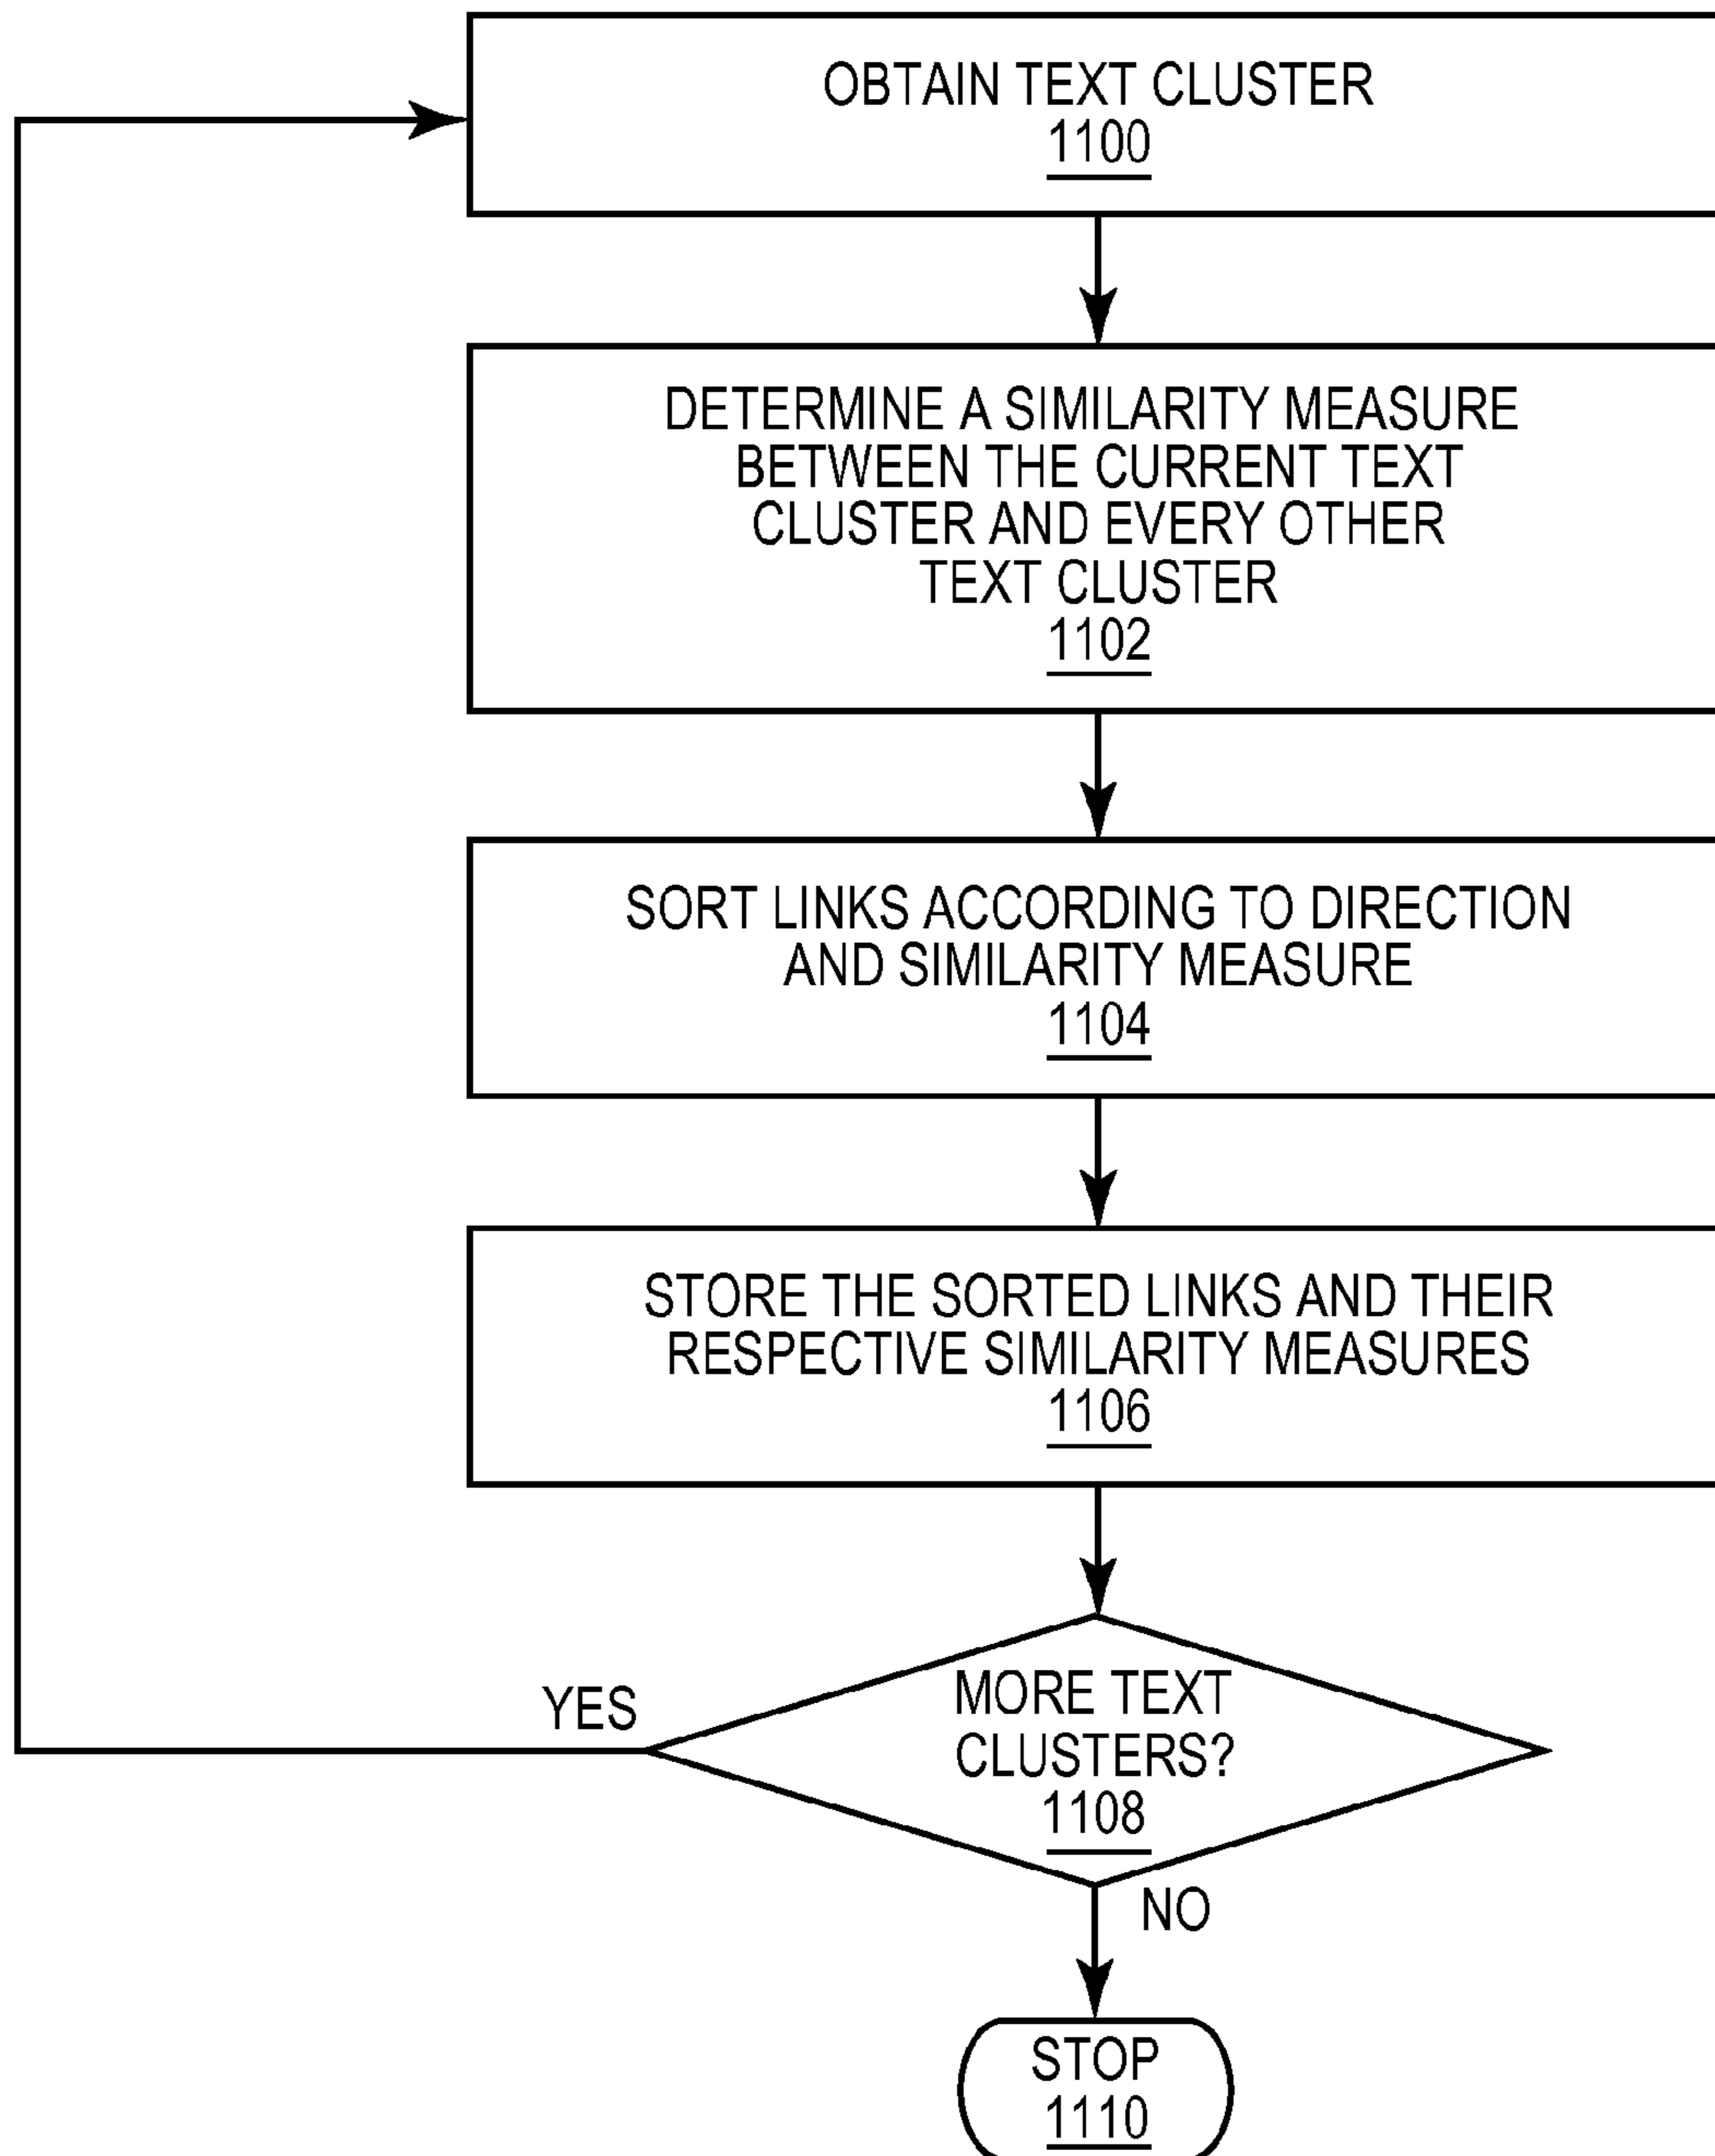 OBTAIN TEXT CLUSTER
1100
DETERMINE A SIMILARITY MEASURE
BETWEEN THE CURRENT TEXT
CLUSTER AND EVERY OTHER
TEXT CLUSTER
1102
SORT LINKS ACCORDING TO DIRECTION
AND SIMILARITY MEASURE
1104
STORE THE SORTED LINKS AND THEIR
RESPECTIVE SIMILARITY MEASURES
1106
YES
MORE TEXT
CLUSTERS?
1108
NO
STOP
1110